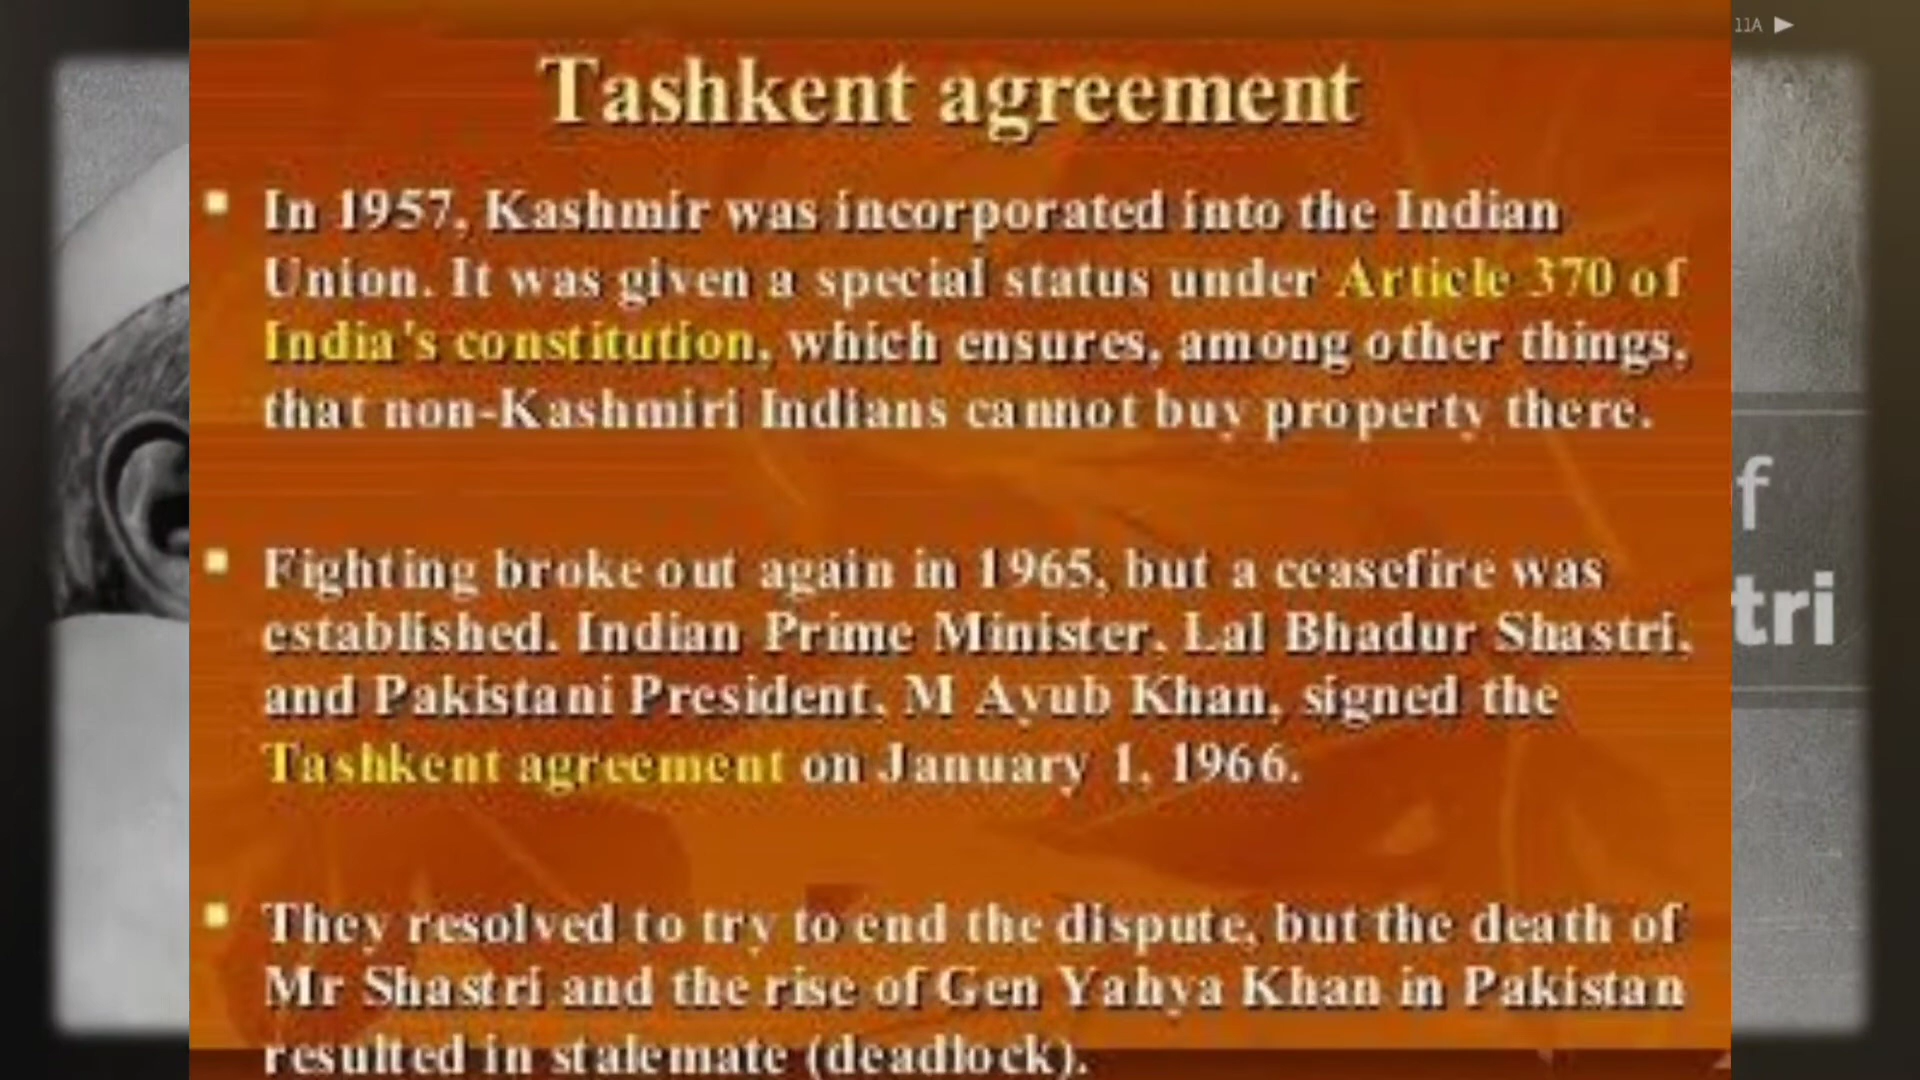 11A
Tashkent agreement
In 1957, Kashmir was incorporated into the Indian
Union. It was given a special status under Article 370 of
India's constitution, which ensures, among other things,
that non-Kashmiri Indians cannot buy property there.
Fighting broke out again in 1965, but a ceasefire was
established. Indian Prime Minister, Lal Bhadur Shastri,
and Pakistani President, M Ayub Khan, signed the
Tashkent agreement on January 1, 1966.
They resolved to try to end the dispute, but the death of
Mr Shastri and the rise of Gen Yahya Khan in Pakistan
resulted in stalemate (deadlock).
f
tri